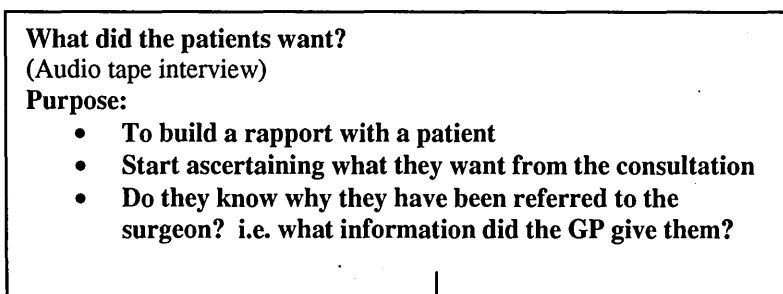 What did the patients want?
(Audio tape interview)
Purpose:
• To build a rapport with a patient
• Start ascertaining what they want from the consultation
• Do they know why they have been referred to the
surgeon? i.e. what information did the GP give them?